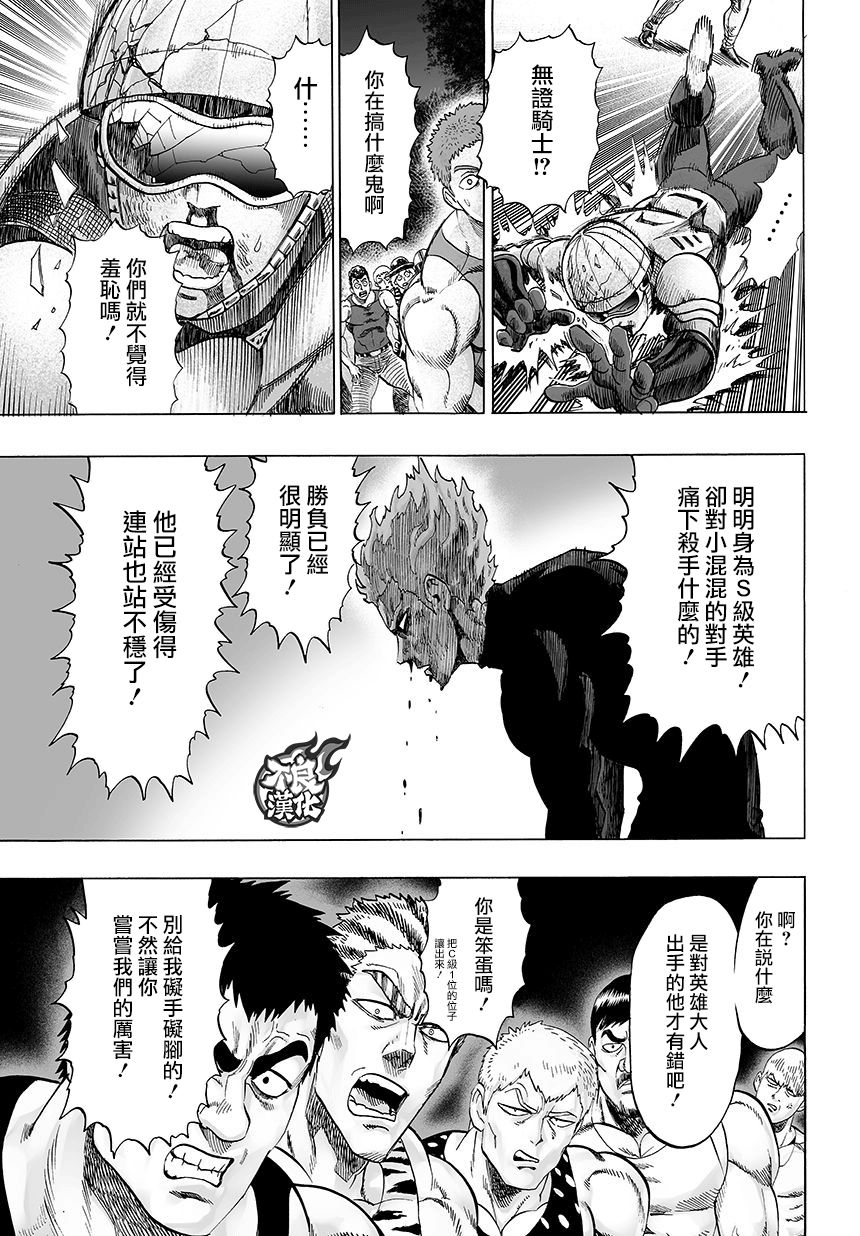 ……
無證騎士!?
你在搞什麼鬼啊
什……
你們就不覺得
羞恥嗎！
明明身為S級英雄！
卻對小混混的對手
痛下殺手什麼的！
勝負已經
很明顯了！
他已經受傷得
連站也站不穩了！
不狼
漢化
啊？
你在説什麼
是對英雄大人
出手的他才有錯吧！
你是笨蛋嗎！
把C級1位的位子
讓出來！
別給我礙手礙腳的！
不然讓你
嘗嘗我們的厲害！